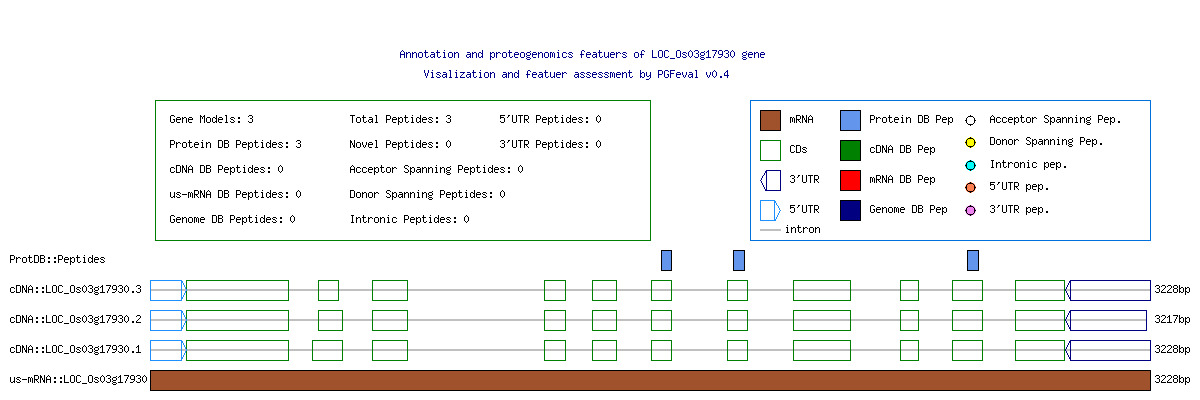 Annotation and proteogenomics featuers of LOC_Os03g17930 gene
Visalization and featuer assessment by PGFeval v0.4
Gene Models: 3 Total Peptides: 3 5'UTR Peptides: 0
Protein DB Peptides: 3 Novel Peptides: 0 3'UTR Peptides: 0
cDNA DB Peptides: 0 Acceptor Spanning Peptides: 0
us-mRNA DB Peptides: 0 Donor Spanning Peptides: 0
Genome DB Peptides: 0 Intronic Peptides: 0
mRNA Protein DB Pep Acceptor Spanning Pep.
CDs cDNA DB Pep Donor Spanning Pep.
3'UTR mRNA DB Pep Intronic pep.
5'UTR Genome DB Pep 5'UTR pep.
intron 3'UTR pep.
ProtDB::Peptides
cDNA::LOC_Os03g17930.3 3228bp
cDNA::LOC_Os03g17930.2 3217bp
cDNA::LOC_Os03g17930.1 3228bp
us-mRNA::LOC_Os03g17930 3228bp